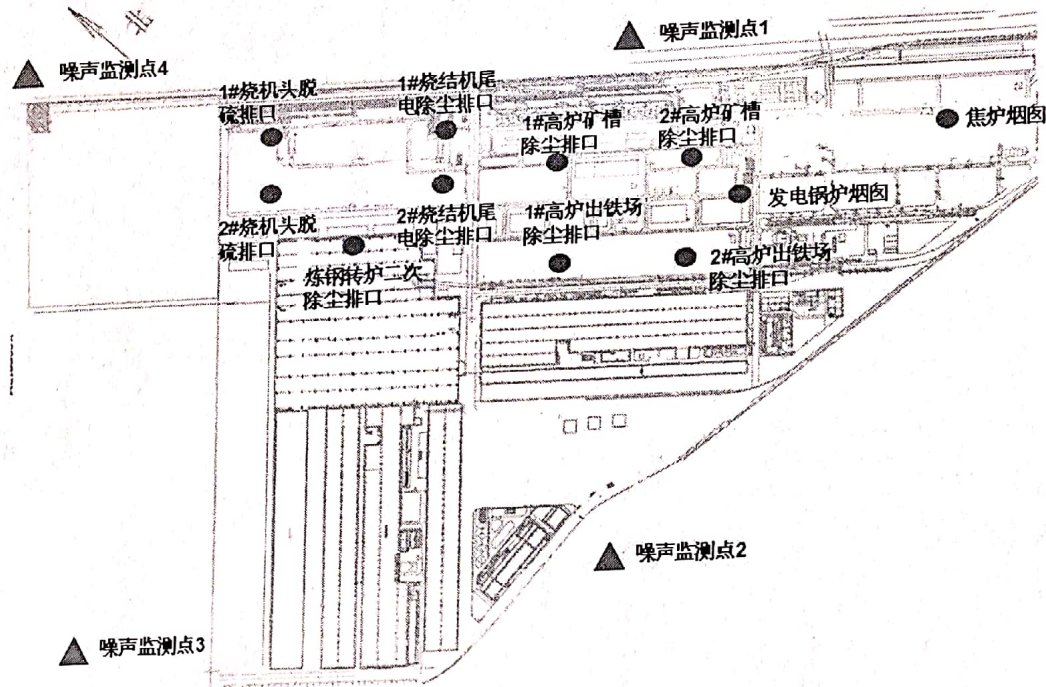 北
噪声监测点1
噪声监测点4
1#烧机头脱
硫排口
1#烧结机尾
电除尘排口
1#高炉矿槽
除尘排口
2#高炉矿槽
除尘排口
焦炉烟囱
发电锅炉烟囱
2#烧机头脱
硫排口
2#烧结机尾
电除尘排口
1#高炉出铁场
除尘排口
2#高炉出铁场
除尘排口
炼钢转炉二次
除尘排口
噪声监测点2
噪声监测点3